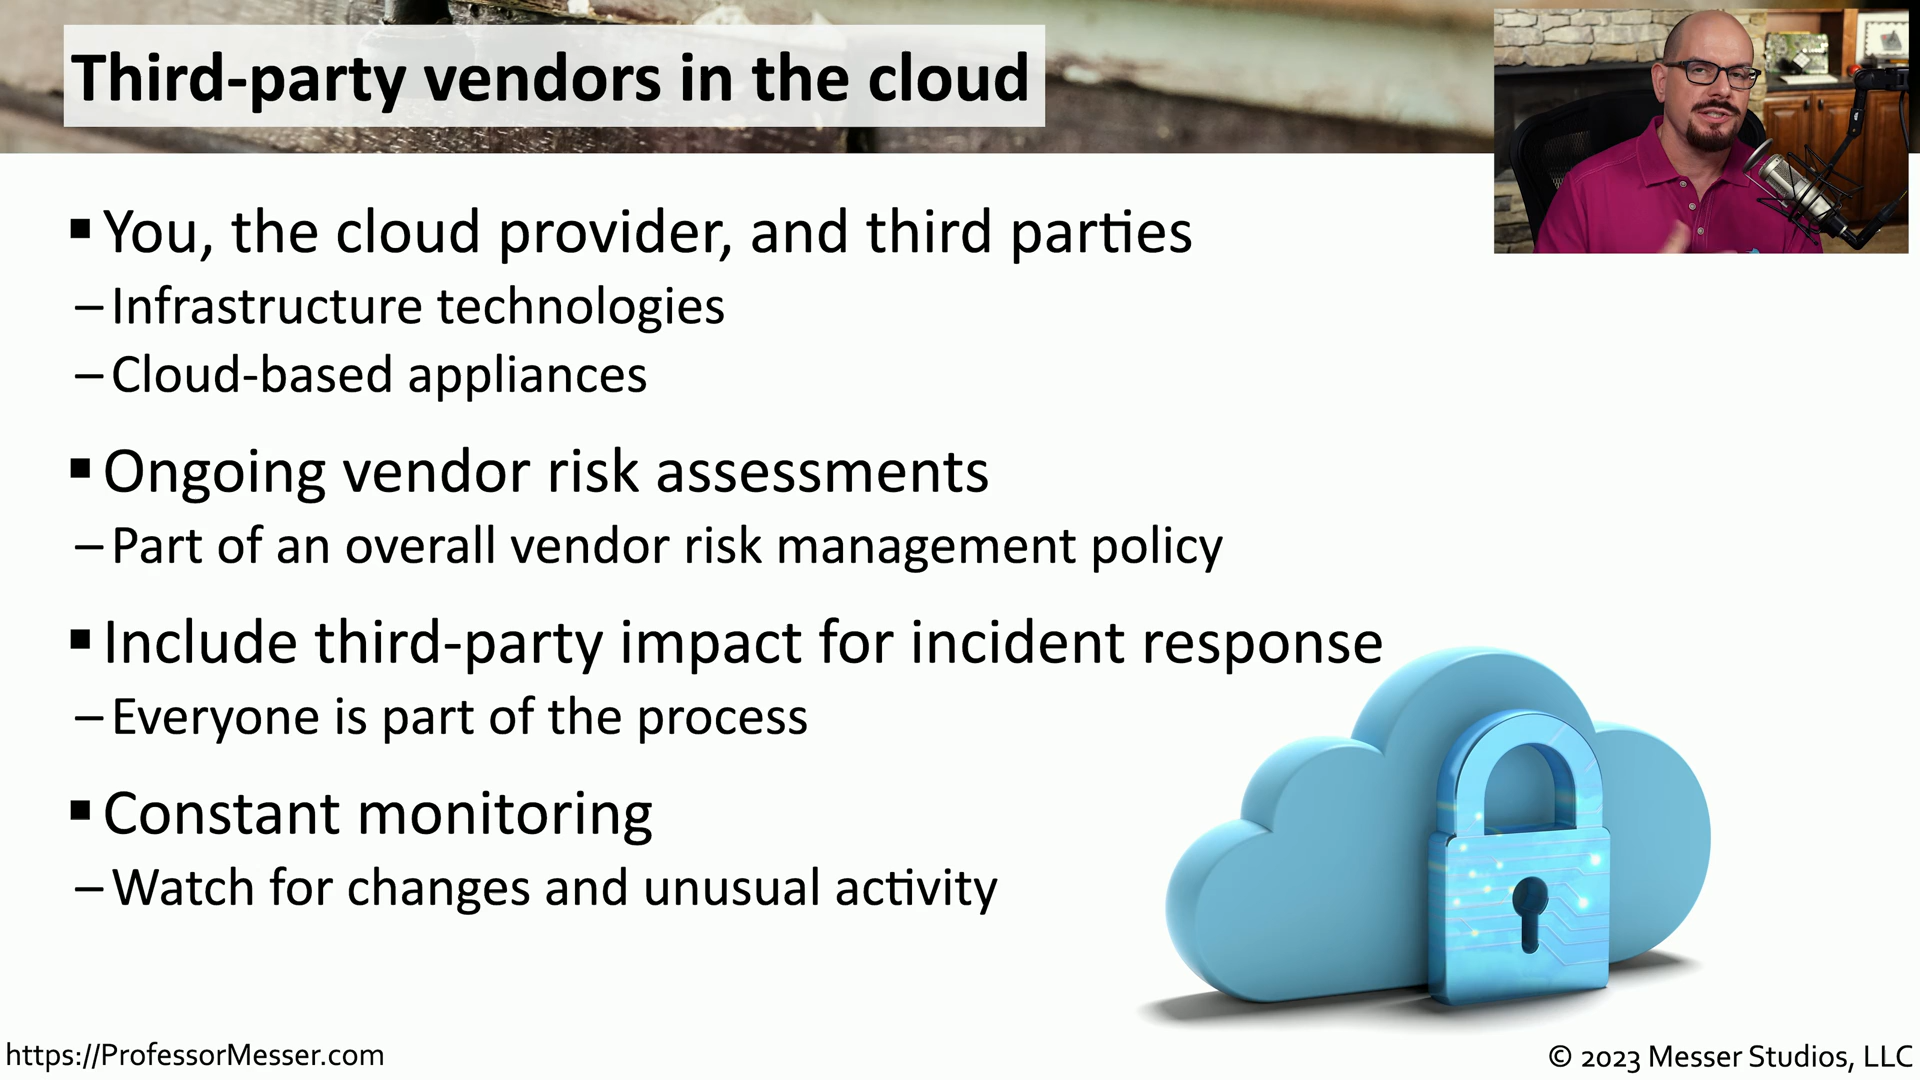 Third-party vendors in the cloud
▪ You, the cloud provider, and third parties
– Infrastructure technologies
– Cloud-based appliances
▪ Ongoing vendor risk assessments
– Part of an overall vendor risk management policy
▪ Include third-party impact for incident response
– Everyone is part of the process
▪ Constant monitoring
– Watch for changes and unusual activity
https://ProfessorMesser.com
© 2023 Messer Studios, LLC